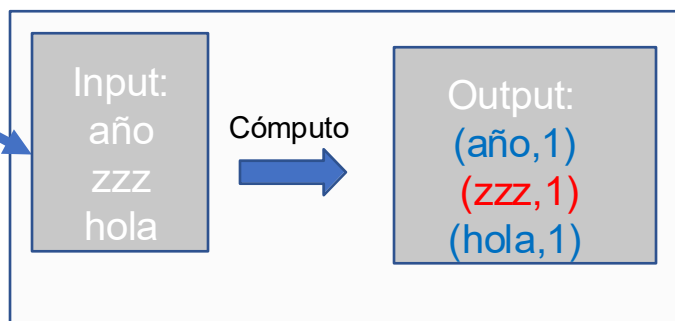 Input:
año
zzz
hola
Cómputo
Output:
(año,1)
(zzz,1)
(hola,1)